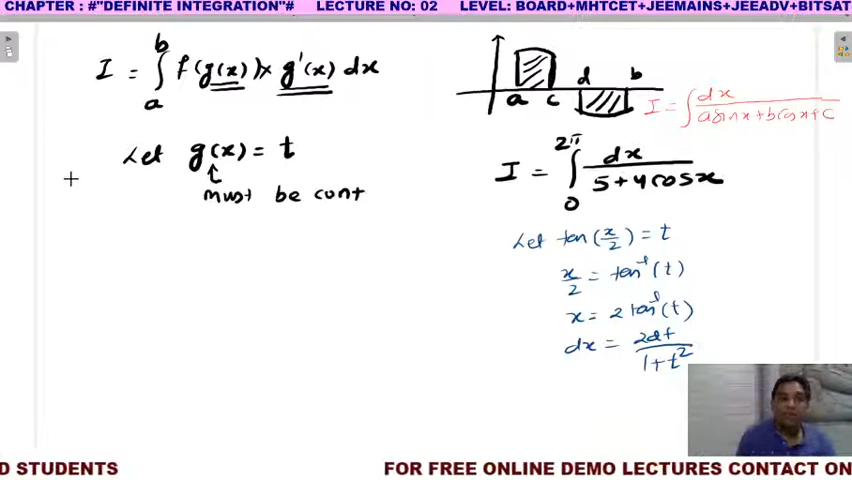 CHAPTER : #"DEFINITE INTEGRATION"# LECTURE NO: 02 LEVEL: BOARD+MHTCET+JEEMAINS+JEEADV+BITSAT
I = ∫_a^b f(g(x)) x g'(x) dx
Let g(x) = t
must be cont
a c d b
I = ∫ dx / (a sin x + b cos x + c)
I = ∫_0^{2π} dx / (5 + 4 cos x)
Let tan(x/2) = t
x/2 = tan⁻¹(t)
x = 2 tan⁻¹(t)
dx = 2dt / (1 + t²)
D STUDENTS FOR FREE ONLINE DEMO LECTURES CONTACT ON